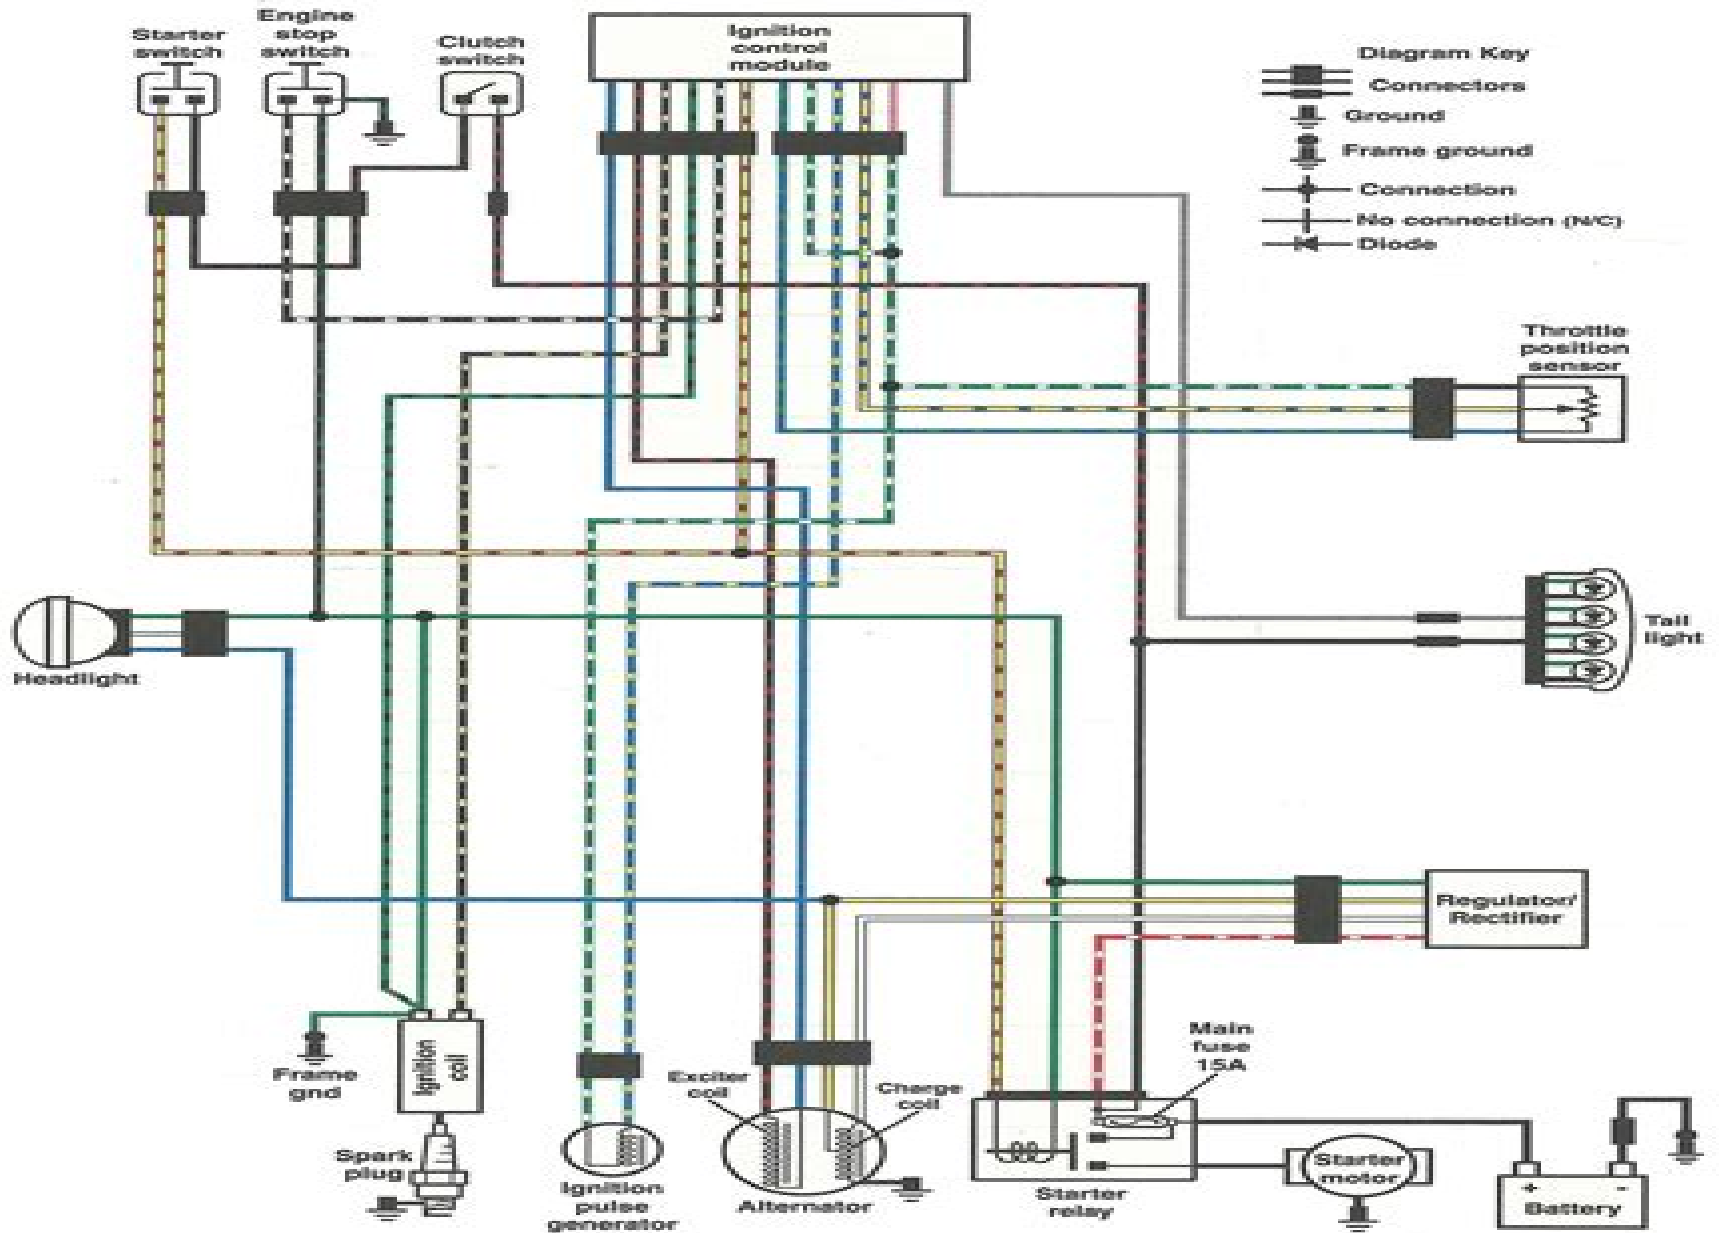 Starter
switch
Engine
stop
switch
Clutch
switch
Ignition
control
module
Diagram Key
Connectors
Ground
Frame ground
Connection
No connection (N/C)
Diode
Throttle
position
sensor
Headlight
Tail
light
Regulator/
Rectifier
Main
fuse
15A
Frame
gnd
Ignition
coil
Exciter
coil
Charge
coil
Spark
plug
Ignition
pulse
generator
Alternator
Starter
relay
Starter
motor
+ -
Battery